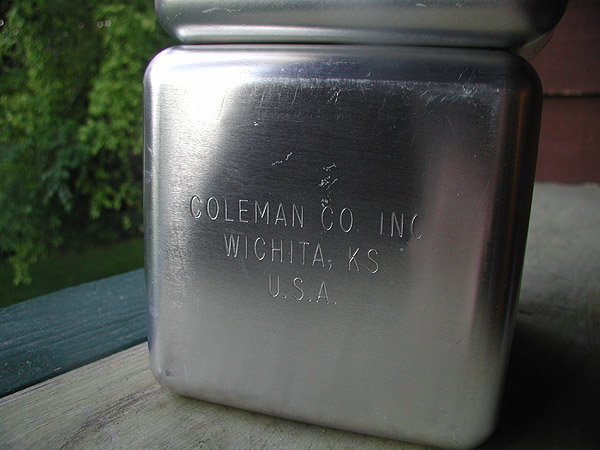 COLEMAN CO. INC
WICHITA, KS
U.S.A.